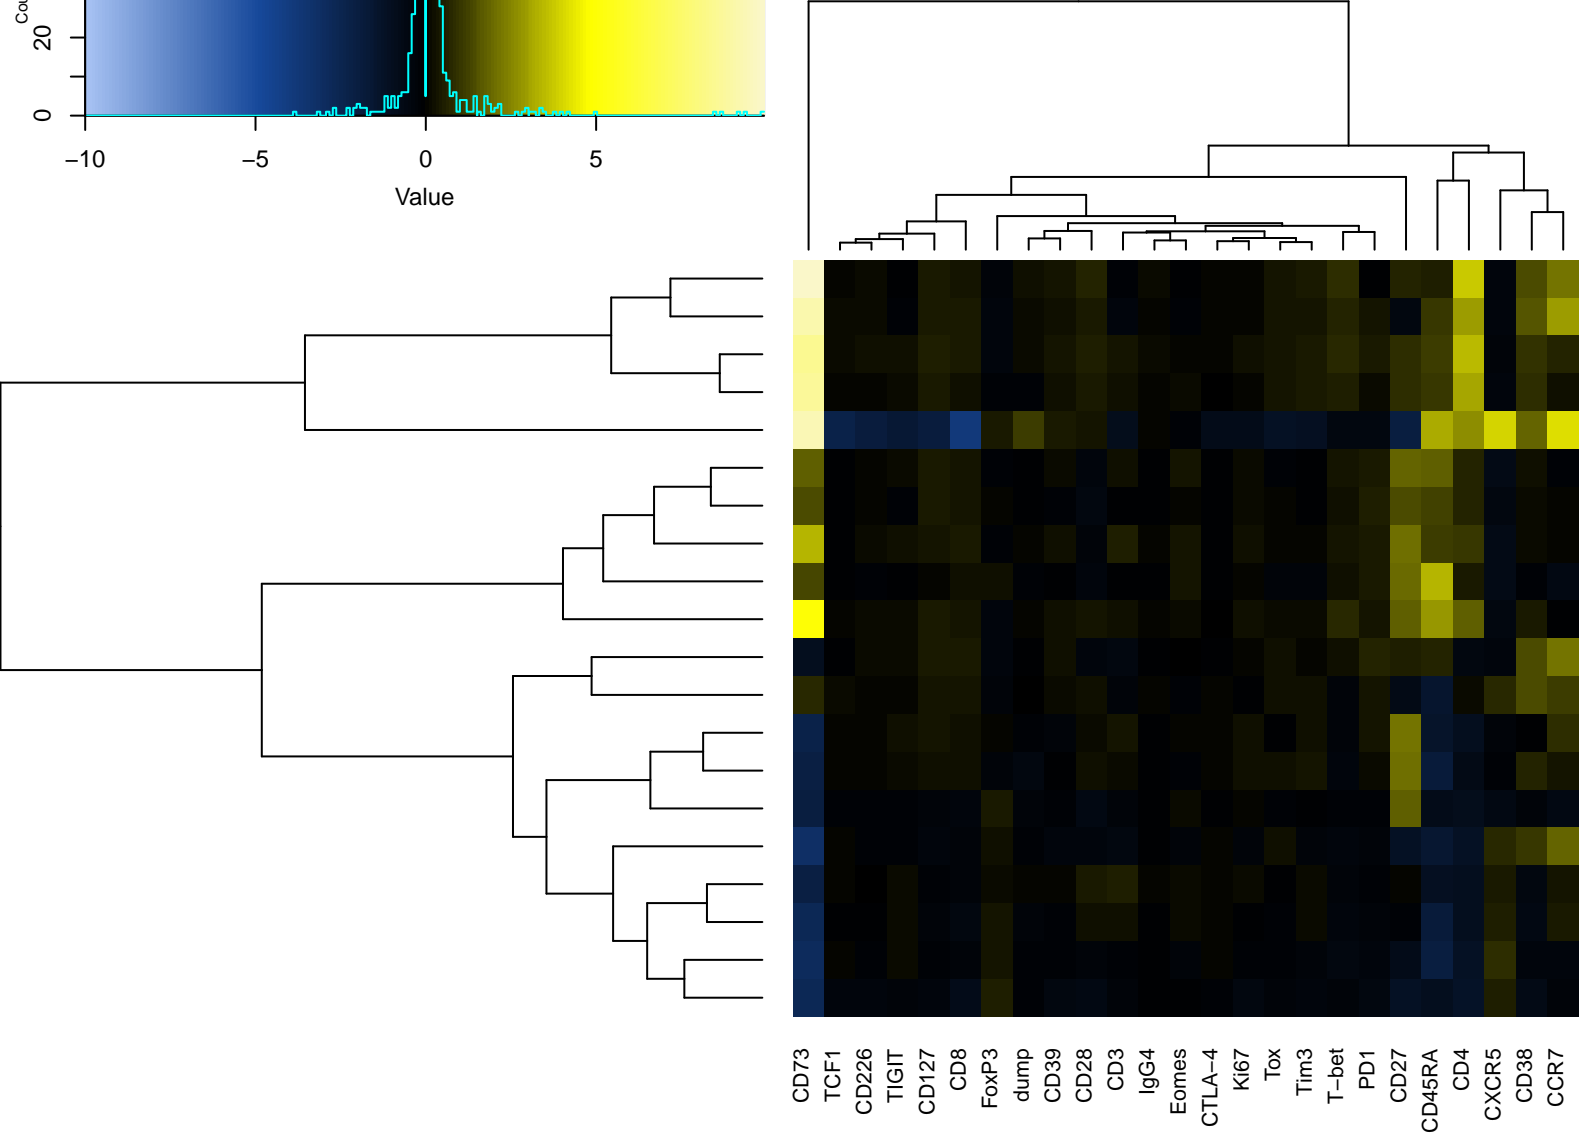 Cou
20
0
−10 −5 0 5
Value
CD73
TCF1
CD226
TIGIT
CD127
CD8
FoxP3
dump
CD39
CD28
CD3
IgG4
Eomes
CTLA−4
Ki67
Tox
Tim3
T−bet
PD1
CD27
CD45RA
CD4
CXCR5
CD38
CCR7